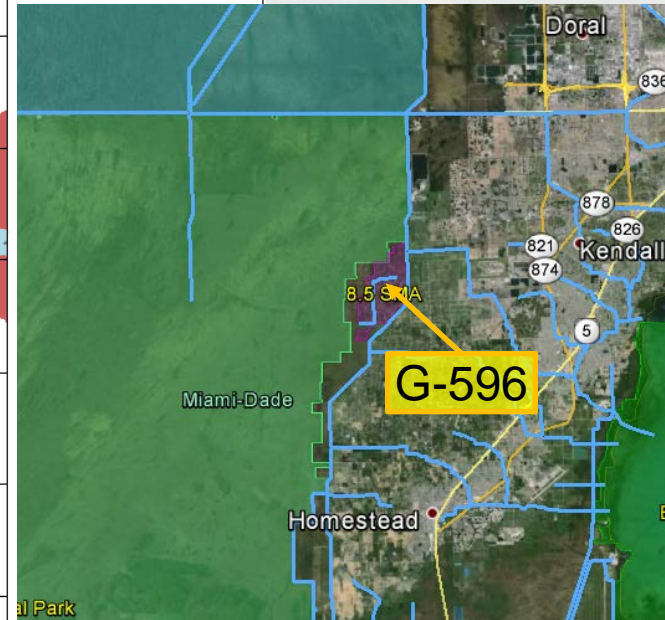 Doral
836
878
826
821
Kendall
874
8.5 SMA
5
G-596
Miami-Dade
Homestead
al Park